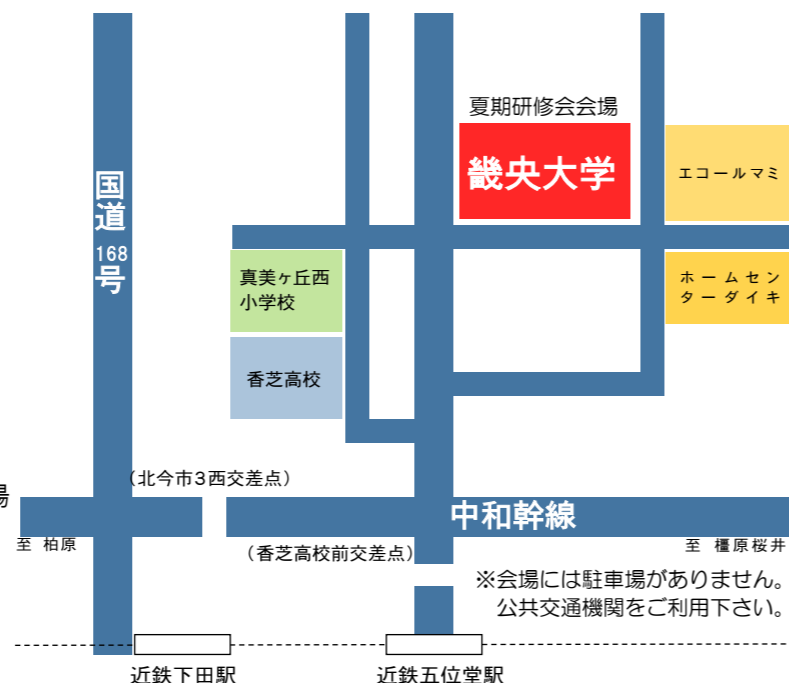 夏期研修会会場
畿央大学
エコールマミ
国道
168
号
真美ヶ丘西
小学校
ホームセン
ターダイキ
香芝高校
（北今市3西交差点）
場
中和幹線
至 柏原
（香芝高校前交差点）
至 橿原桜井
※会場には駐車場がありません。
公共交通機関をご利用下さい。
近鉄下田駅
近鉄五位堂駅